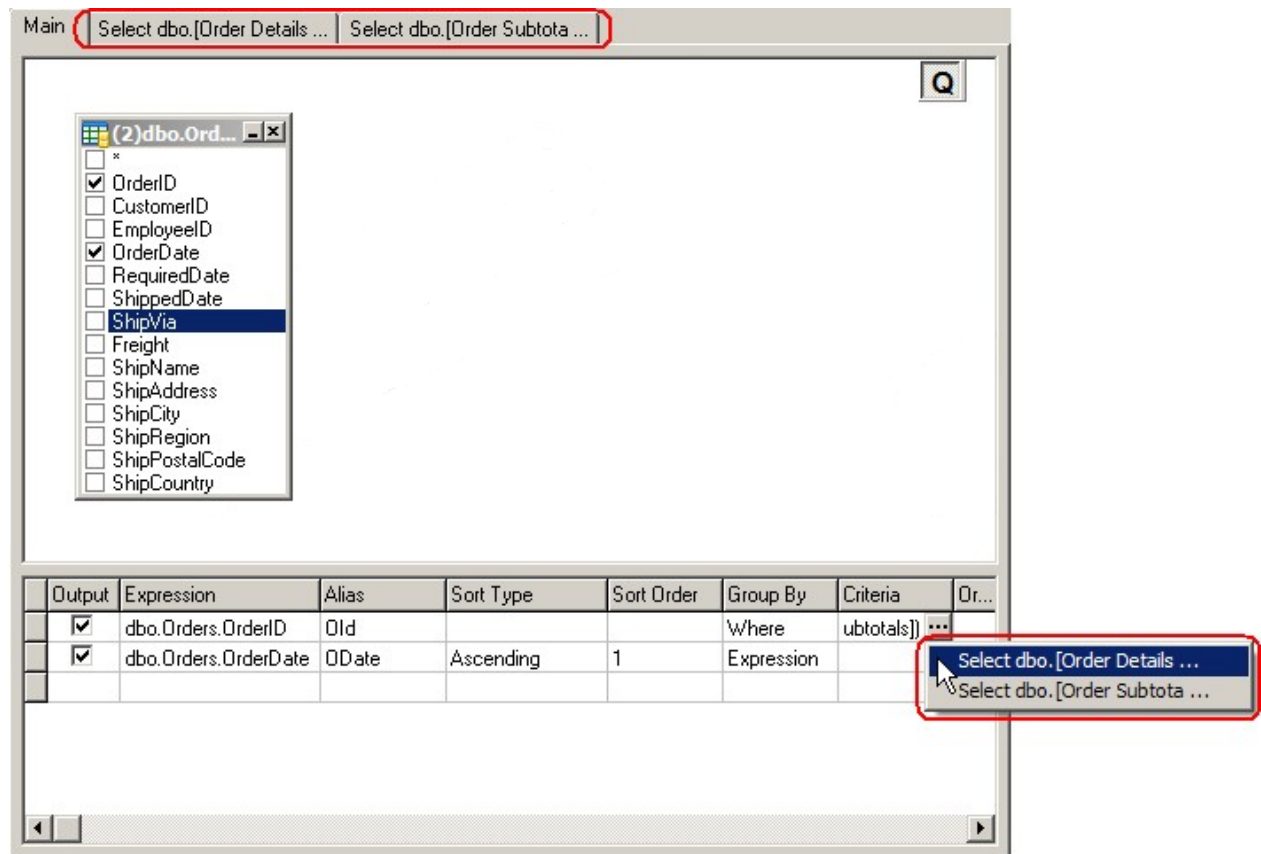 Main Select dbo.[Order Details ... Select dbo.[Order Subtota ...
Q
(2)dbo.Ord...
*
OrderID
CustomerID
EmployeeID
OrderDate
RequiredDate
ShippedDate
ShipVia
Freight
ShipName
ShipAddress
ShipCity
ShipRegion
ShipPostalCode
ShipCountry
Output Expression Alias Sort Type Sort Order Group By Criteria Or...
dbo.Orders.OrderID OId Where ubtotals]) ...
dbo.Orders.OrderDate ODate Ascending 1 Expression
Select dbo.[Order Details ...
Select dbo.[Order Subtota ...